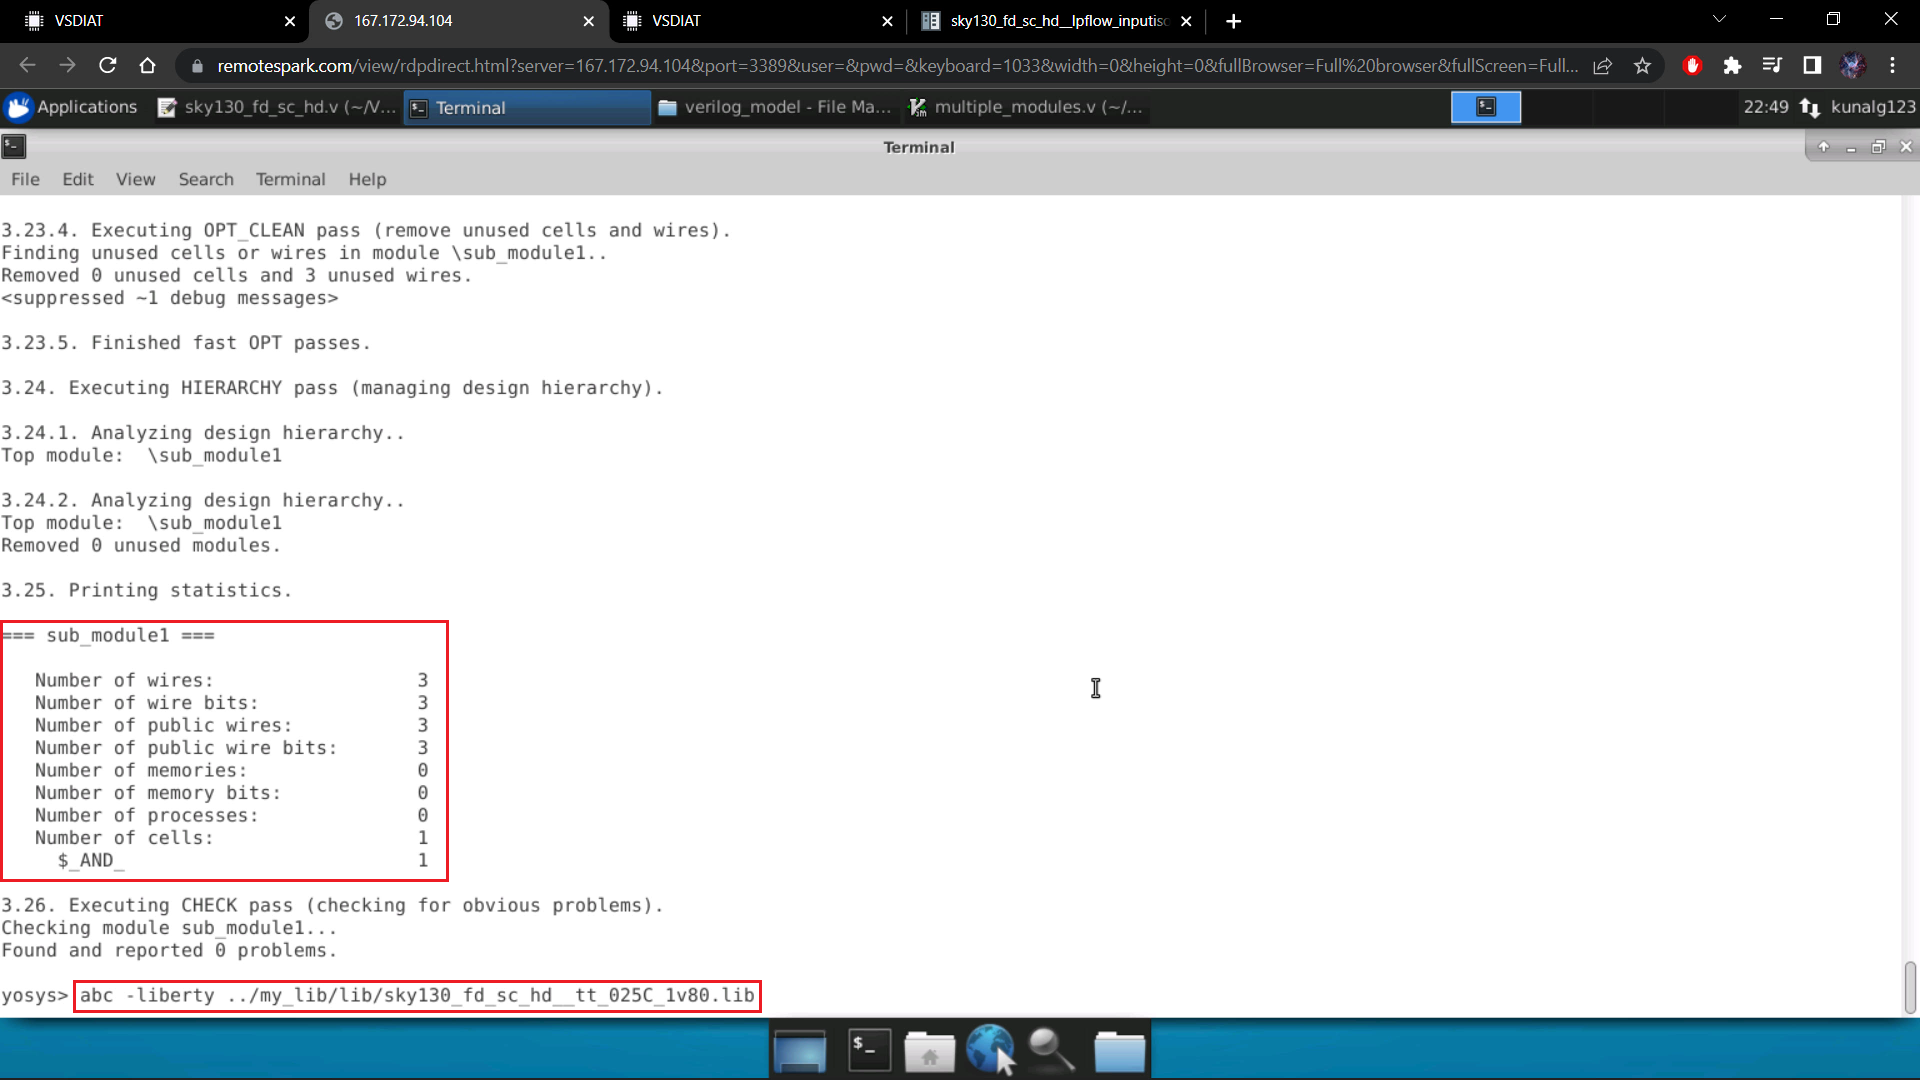 VSDIAT
167.172.94.104
VSDIAT
sky130_fd_sc_hd__lpflow_inputiso
remotespark.com/view/rdpdirect.html?server=167.172.94.104&port=3389&user=&pwd=&keyboard=1033&width=0&height=0&fullBrowser=Full%20browser&fullScreen=Full...
Applications
sky130_fd_sc_hd.v (~/V...
Terminal
verilog_model - File Ma...
multiple_modules.v (~/...
22:49
kunalg123
Terminal
File Edit View Search Terminal Help
3.23.4. Executing OPT_CLEAN pass (remove unused cells and wires).
Finding unused cells or wires in module \sub_module1..
Removed 0 unused cells and 3 unused wires.
<suppressed ~1 debug messages>
3.23.5. Finished fast OPT passes.
3.24. Executing HIERARCHY pass (managing design hierarchy).
3.24.1. Analyzing design hierarchy..
Top module:  \sub_module1
3.24.2. Analyzing design hierarchy..
Top module:  \sub_module1
Removed 0 unused modules.
3.25. Printing statistics.
=== sub_module1 ===
Number of wires: 3
Number of wire bits: 3
Number of public wires: 3
Number of public wire bits: 3
Number of memories: 0
Number of memory bits: 0
Number of processes: 0
Number of cells: 1
$_AND_ 1
3.26. Executing CHECK pass (checking for obvious problems).
Checking module sub_module1...
Found and reported 0 problems.
yosys> abc -liberty ../my_lib/lib/sky130_fd_sc_hd__tt_025C_1v80.lib